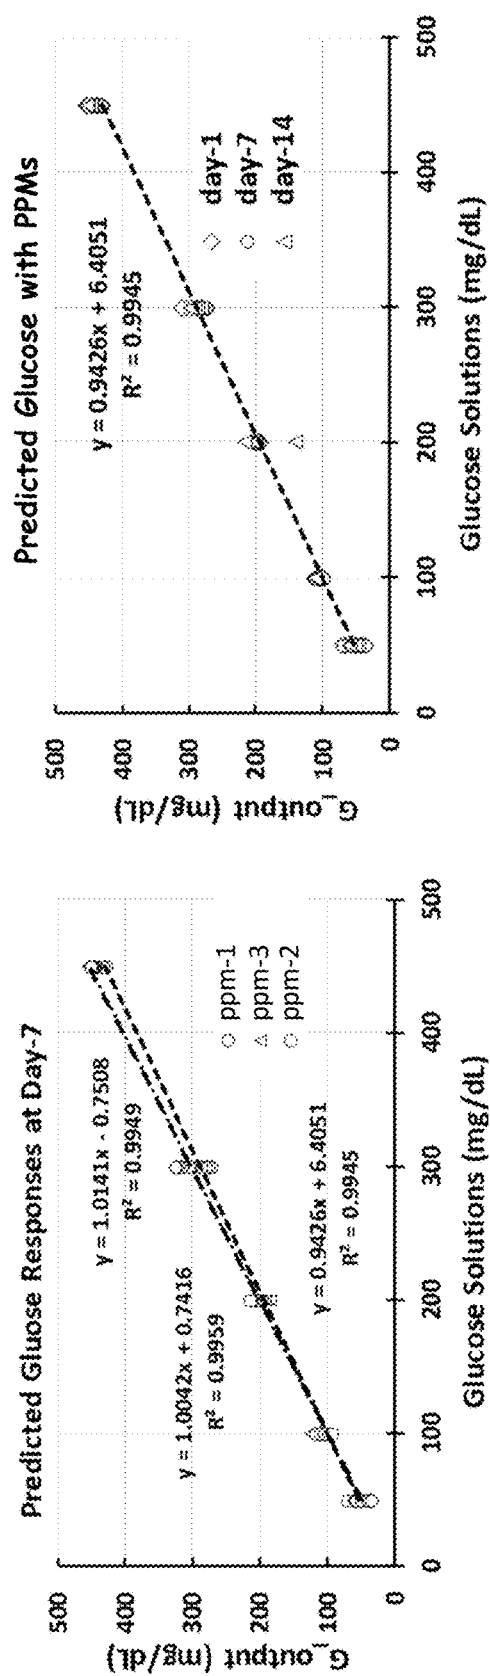 Predicted Gluose Responses at Day-7
G_output (mg/dL)
500
400
300
200
100
0
y = 1.0141x - 0.7508
R² = 0.9949
y = 1.0042x + 0.7416
R² = 0.9959
y = 0.9426x + 6.4051
R² = 0.9945
ppm-1
ppm-3
ppm-2
0 100 200 300 400 500
Glucose Solutions (mg/dL)
Predicted Glucose with PPMs
G_output (mg/dL)
500
400
300
200
100
0
y = 0.9426x + 6.4051
R² = 0.9945
day-1
day-7
day-14
0 100 200 300 400 500
Glucose Solutions (mg/dL)